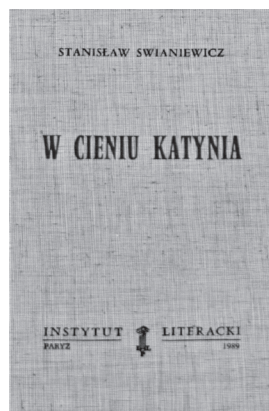 STANISŁAW SWIANIEWICZ
W CIENIU KATYNIA
INSTYTUT LITERACKI
PARYŻ 1989